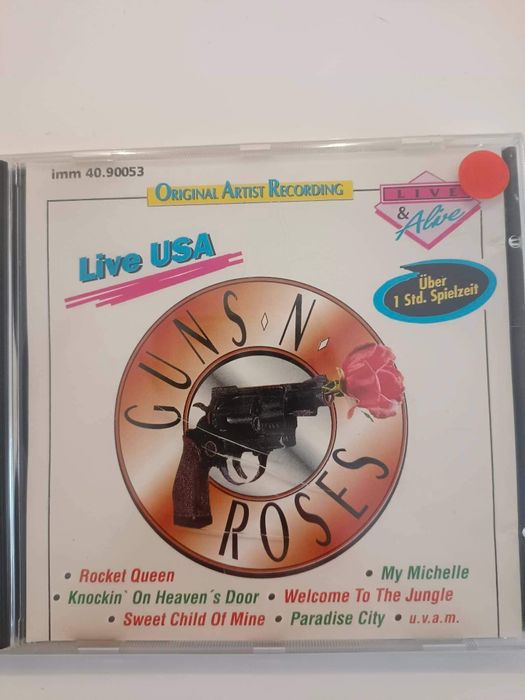 imm 40.90053
ORIGINAL ARTIST RECORDING
LIVE
& Alive
Live USA
Über
1 Std. Spielzeit
GUNS N
ROSES
• Rocket Queen • My Michelle
• Knockin` On Heaven´s Door • Welcome To The Jungle
• Sweet Child Of Mine • Paradise City • u.v.a.m.